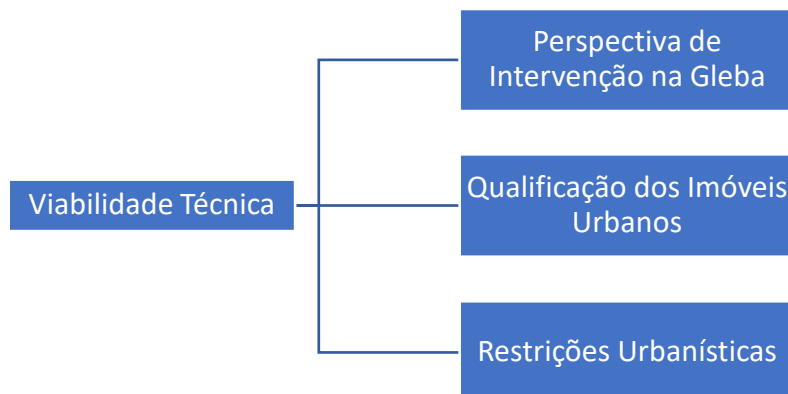 Perspectiva de
Intervenção na Gleba
Viabilidade Técnica
Qualificação dos Imóveis
Urbanos
Restrições Urbanísticas